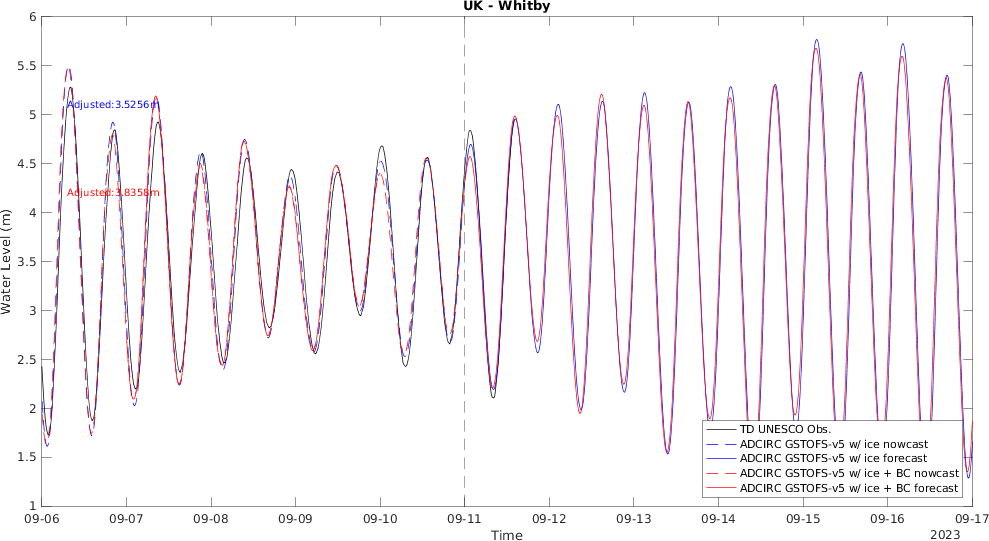 UK - Whitby
6
5.5
5
4.5
4
3.5
3
2.5
2
1.5
1
Water Level (m)
Adjusted:3.5256m
Adjusted:3.8358m
TD UNESCO Obs.
ADCIRC GSTOFS-v5 w/ ice nowcast
ADCIRC GSTOFS-v5 w/ ice forecast
ADCIRC GSTOFS-v5 w/ ice + BC nowcast
ADCIRC GSTOFS-v5 w/ ice + BC forecast
09-06 09-07 09-08 09-09 09-10 09-11 09-12 09-13 09-14 09-15 09-16 09-17
Time
2023